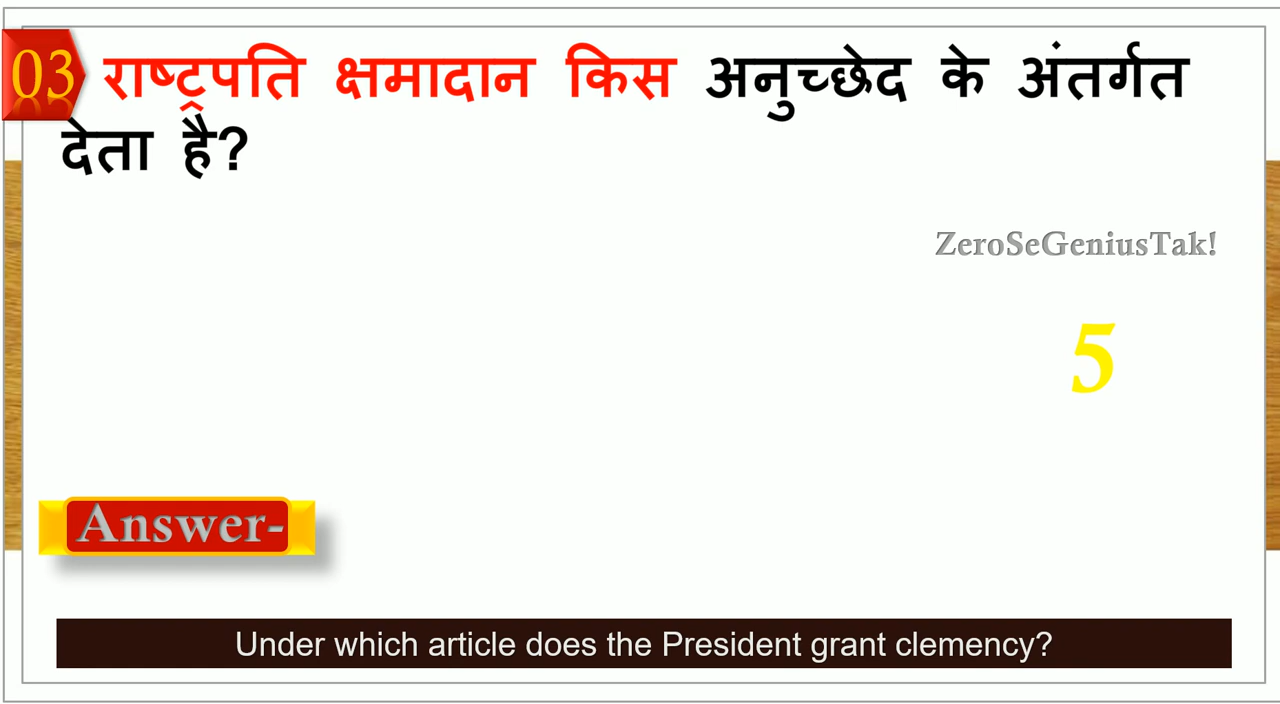 03 राष्ट्रपति क्षमादान किस अनुच्छेद के अंतर्गत
देता है?
ZeroSeGeniusTak!
5
Answer-
Under which article does the President grant clemency?